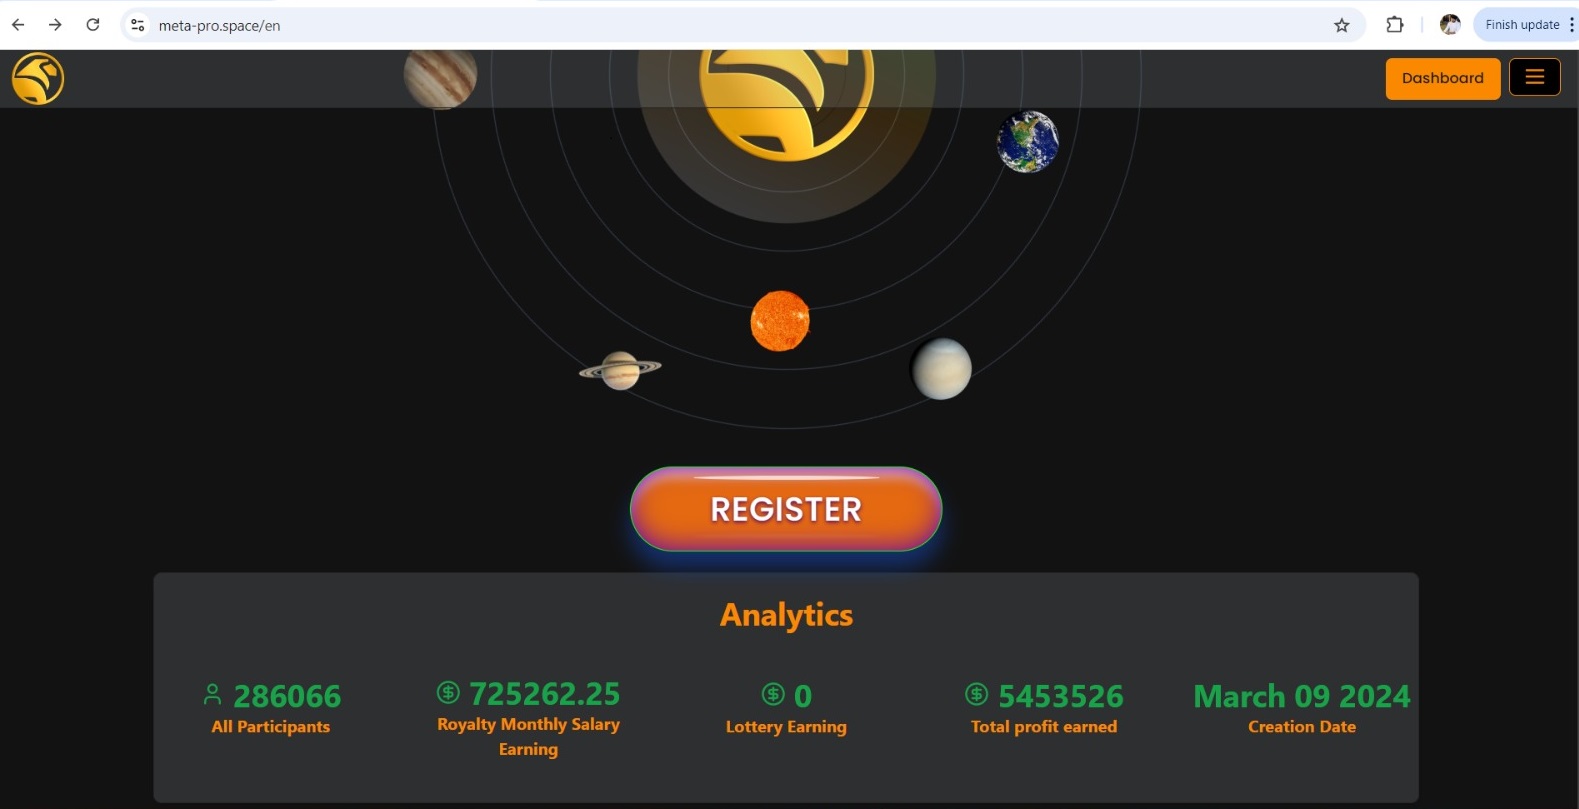 meta-pro.space/en
Finish update
Dashboard
REGISTER
Analytics
286066
All Participants
725262.25
Royalty Monthly Salary
Earning
0
Lottery Earning
5453526
Total profit earned
March 09 2024
Creation Date